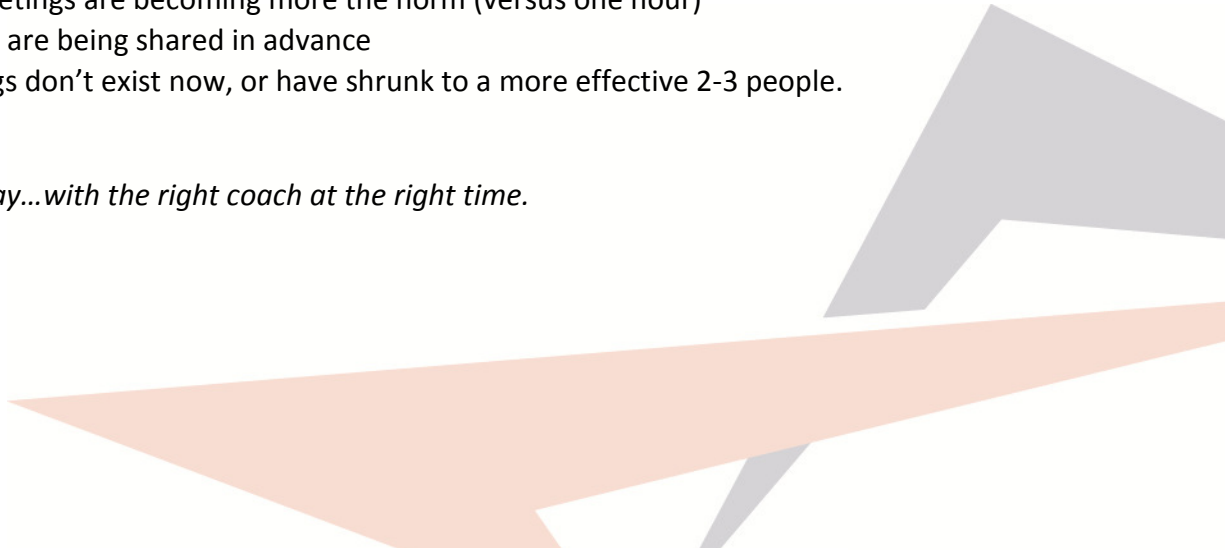 etings are becoming more the norm (versus one hour)
are being shared in advance
gs don’t exist now, or have shrunk to a more effective 2-3 people.
ay…with the right coach at the right time.